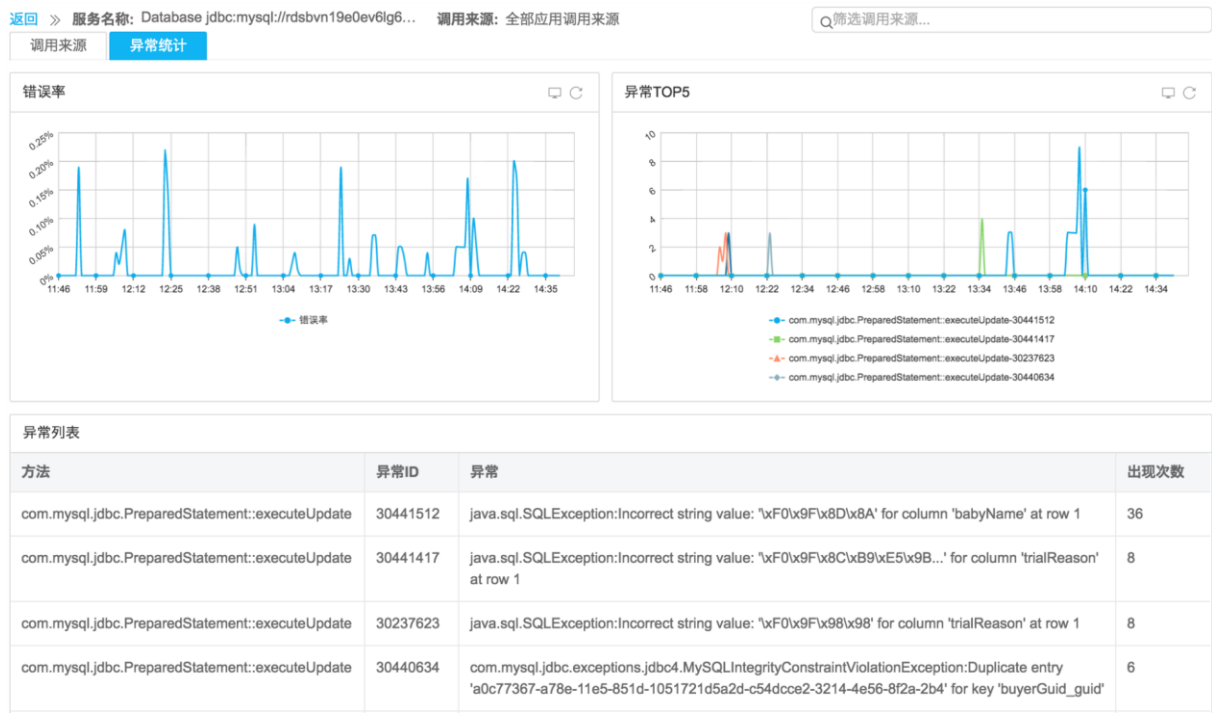 返回 >> 服务名称: Database jdbc:mysql://rdsbvn19e0ev6lg6... 调用来源: 全部应用调用来源 筛选调用来源...
调用来源 异常统计
错误率
0.25%
0.20%
0.15%
0.10%
0.05%
0%
11:46 11:59 12:12 12:25 12:38 12:51 13:04 13:17 13:30 13:43 13:56 14:09 14:22 14:35
错误率
异常TOP5
10
8
6
4
2
0
11:46 11:58 12:10 12:22 12:34 12:46 12:58 13:10 13:22 13:34 13:46 13:58 14:10 14:22 14:34
com.mysql.jdbc.PreparedStatement::executeUpdate-30441512
com.mysql.jdbc.PreparedStatement::executeUpdate-30441417
com.mysql.jdbc.PreparedStatement::executeUpdate-30237623
com.mysql.jdbc.PreparedStatement::executeUpdate-30440634
异常列表
方法 异常ID 异常 出现次数
com.mysql.jdbc.PreparedStatement::executeUpdate 30441512 java.sql.SQLException:Incorrect string value: '\xF0\x9F\x8D\x8A' for column 'babyName' at row 1 36
com.mysql.jdbc.PreparedStatement::executeUpdate 30441417 java.sql.SQLException:Incorrect string value: '\xF0\x9F\x8C\xB9\xE5\x9B...' for column 'trialReason' 8
at row 1
com.mysql.jdbc.PreparedStatement::executeUpdate 30237623 java.sql.SQLException:Incorrect string value: '\xF0\x9F\x98\x98' for column 'trialReason' at row 1 8
com.mysql.jdbc.PreparedStatement::executeUpdate 30440634 com.mysql.jdbc.exceptions.jdbc4.MySQLIntegrityConstraintViolationException:Duplicate entry 6
'a0c77367-a78e-11e5-851d-1051721d5a2d-c54dcce2-3214-4e56-8f2a-2b4' for key 'buyerGuid_guid'